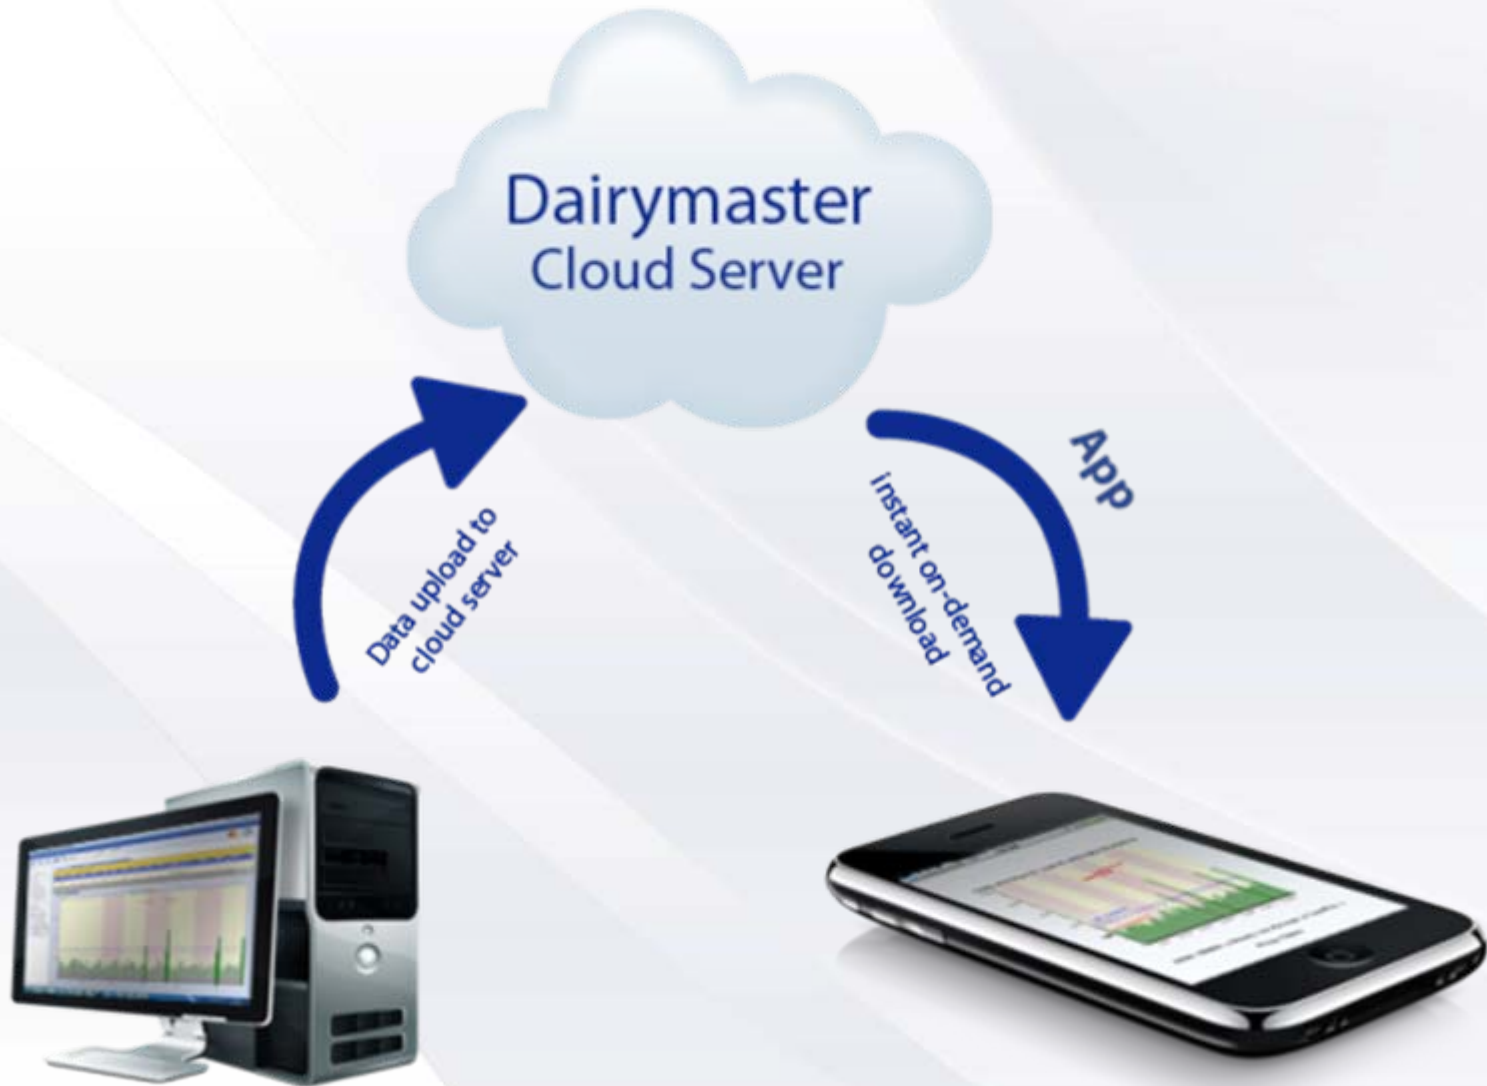 Dairymaster
Cloud Server
App
Data upload to
cloud server
instant on-demand
download